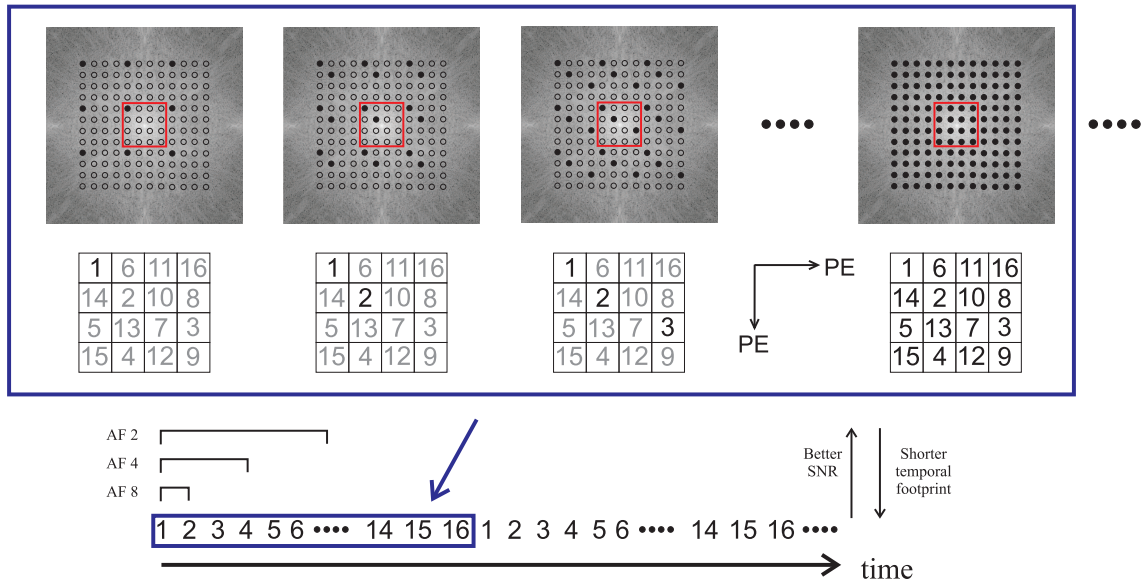 1 6 11 16
14 2 10 8
5 13 7 3
15 4 12 9
1 6 11 16
14 2 10 8
5 13 7 3
15 4 12 9
1 6 11 16
14 2 10 8
5 13 7 3
15 4 12 9
PE
PE
1 6 11 16
14 2 10 8
5 13 7 3
15 4 12 9
AF 2
AF 4
AF 8
Better
SNR
Shorter
temporal
footprint
1 2 3 4 5 6 •••• 14 15 16 1 2 3 4 5 6 •••• 14 15 16 ••••
time